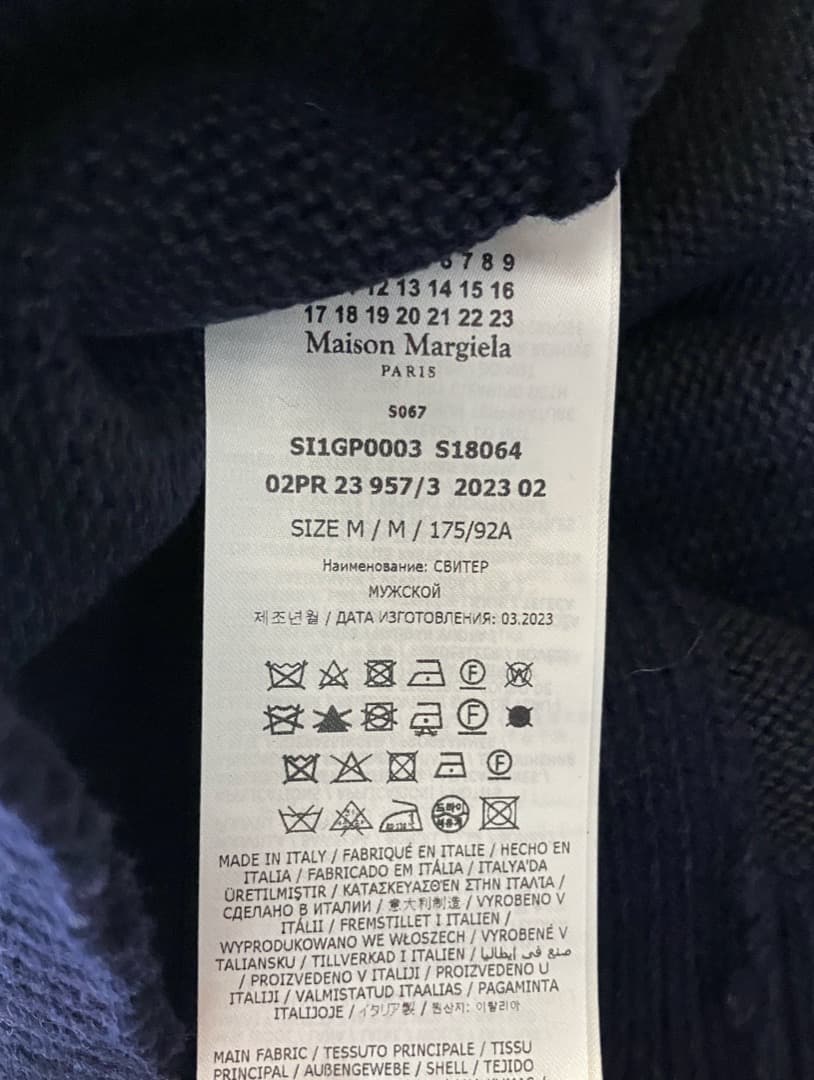 7 8 9
12 13 14 15 16
17 18 19 20 21 22 23
Maison Margiela
PARIS
S067
SI1GP0003 S18064
02PR 23 957/3 2023 02
SIZE M / M / 175/92A
Наименование: СВИТЕР
МУЖСКОЙ
제조년월 / ДАТА ИЗГОТОВЛЕНИЯ: 03.2023
F W
F
F
드라이
MADE IN ITALY / FABRIQUÉ EN ITALIE / HECHO EN
ITALIA / FABRICADO EM ITÁLIA / ITALYA'DA
ÜRETILMIŞTIR / ΚΑΤΑΣΚΕΥΑΣΘΈΝ ΣΤΗΝ ΙΤΑΛΊΑ /
СДЕЛАНО В ИТАЛИИ / 意大利制造 / VYROBENO V
ITÁLII / FREMSTILLET I ITALIEN /
WYPRODUKOWANO WE WŁOSZECH / VYROBENÉ V
TALIANSKU / TILLVERKAD I ITALIEN / صنع في إيطاليا
/ PROIZVEDENO V ITALIJI / PROIZVEDENO U
ITALIJI / VALMISTATUD ITAALIAS / PAGAMINTA
ITALIJOJE / イタリア製 / 원산지: 이탈리아
MAIN FABRIC / TESSUTO PRINCIPALE / TISSU
PRINCIPAL / AUßENGEWEBE / SHELL / TEJIDO